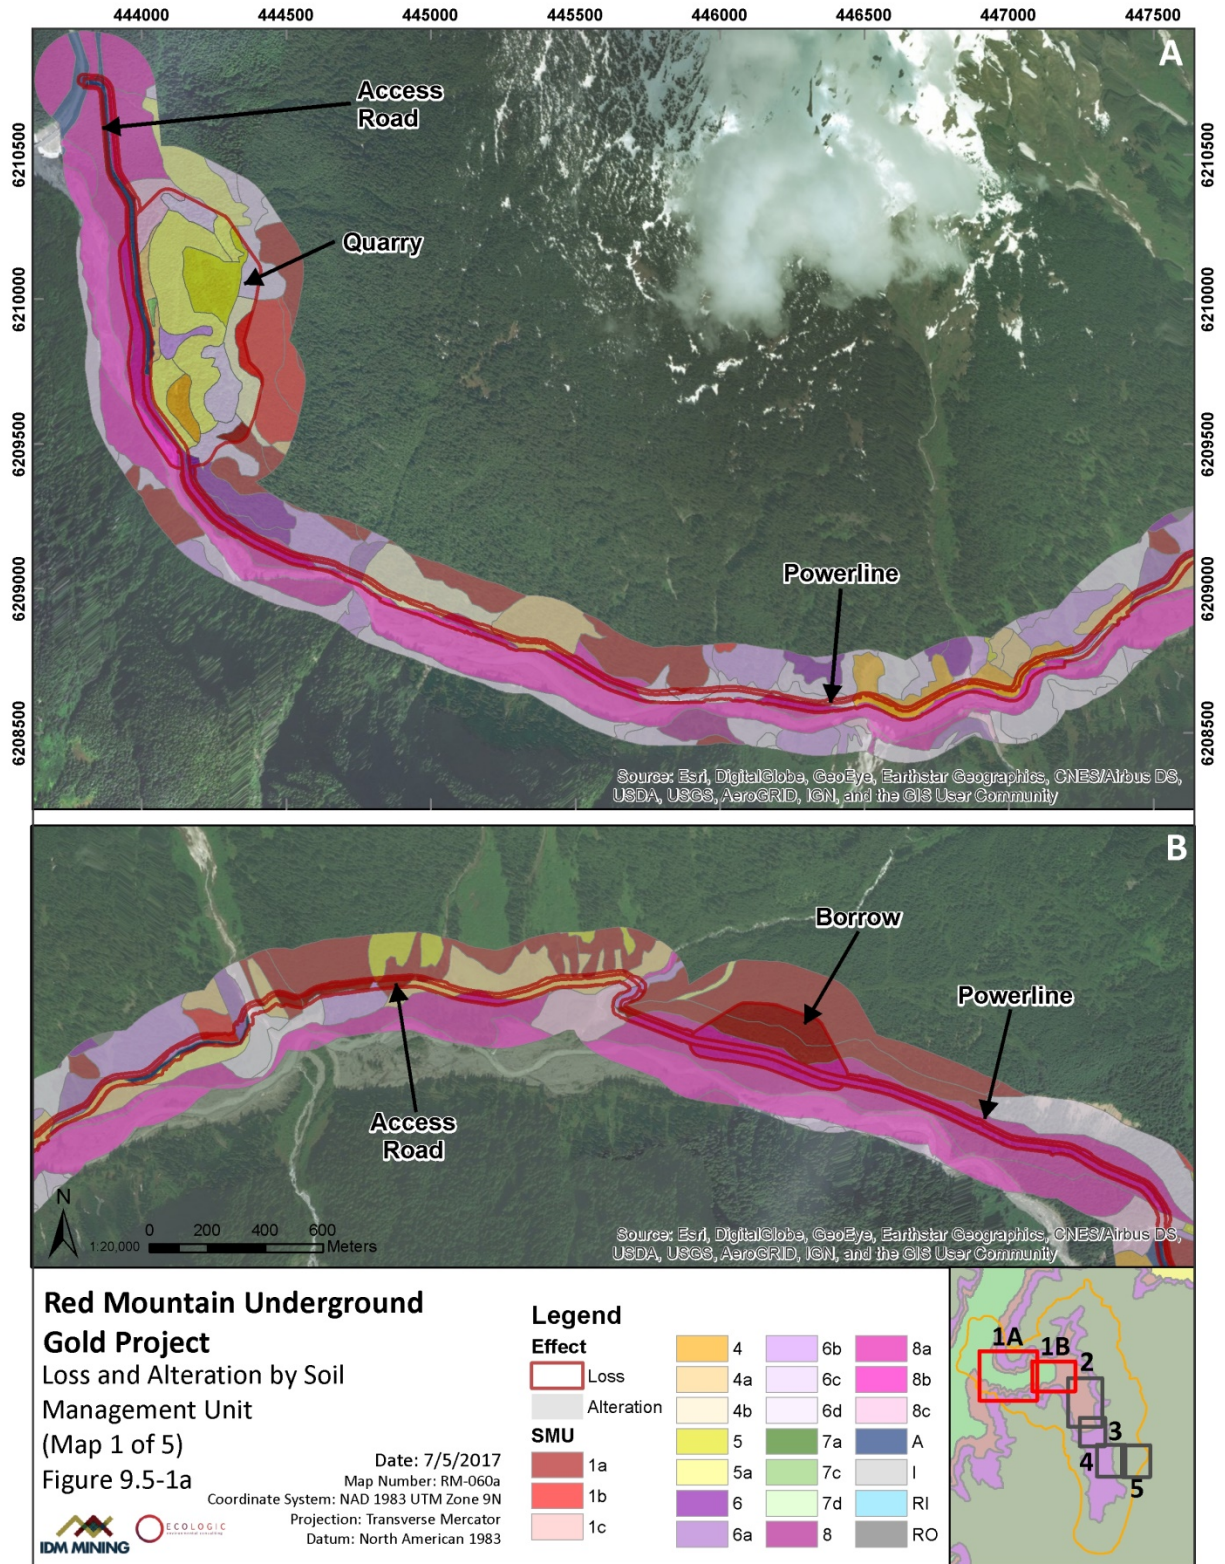 444000 444500 445000 445500 446000 446500 447000 447500
A
Access
Road
Quarry
Powerline
6210500
6210000
6209500
6209000
6208500
6210500
6210000
6209500
6209000
6208500
Source: Esri, DigitalGlobe, GeoEye, Earthstar Geographics, CNES/Airbus DS,
USDA, USGS, AeroGRID, IGN, and the GIS User Community
B
Borrow
Powerline
Access
Road
N
0 200 400 600
1:20,000 Meters
Source: Esri, DigitalGlobe, GeoEye, Earthstar Geographics, CNES/Airbus DS,
USDA, USGS, AeroGRID, IGN, and the GIS User Community
Red Mountain Underground
Gold Project
Loss and Alteration by Soil
Management Unit
(Map 1 of 5)
Figure 9.5-1a
Date: 7/5/2017
Map Number: RM-060a
Coordinate System: NAD 1983 UTM Zone 9N
Projection: Transverse Mercator
Datum: North American 1983
IDM MINING
ECOLOGIC
Legend
Effect
Loss
Alteration
SMU
1a
1b
1c
4
4a
4b
5
5a
6
6a
6b
6c
6d
7a
7c
7d
8
8a
8b
8c
A
I
RI
RO
1A
1B
2
3
4
5